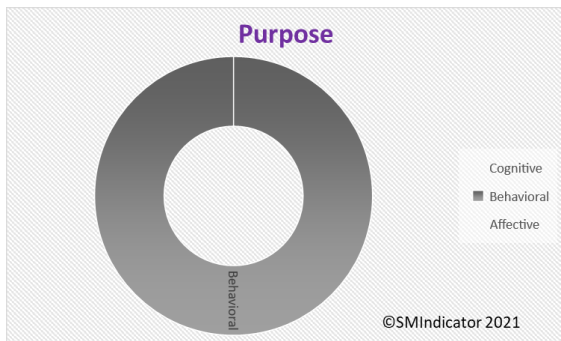 Purpose
Cognitive
Behavioral
Affective
Behavioral
©SMIndicator 2021